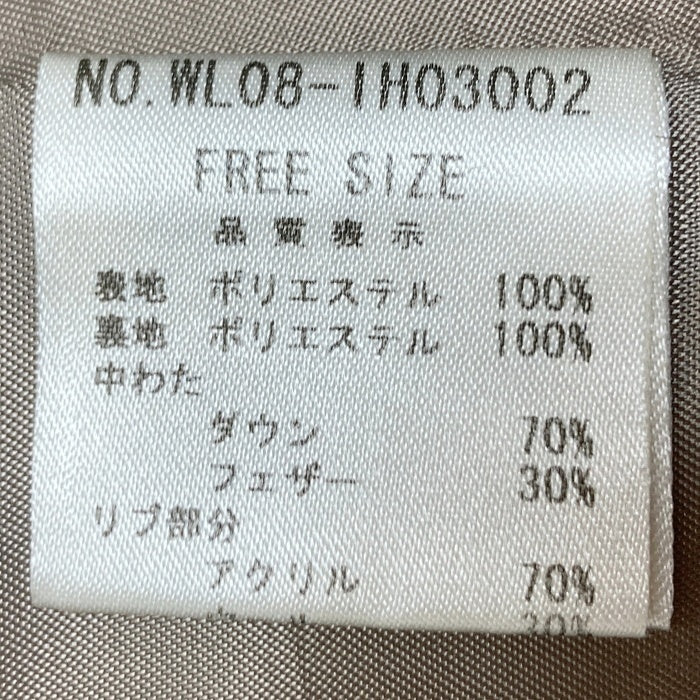 NO. WL08-1H03002
FREE SIZE
品質表示
表地 ポリエステル 100%
裏地 ポリエステル 100%
中わた
ダウン 70%
フェザー 30%
リブ部分
アクリル 70%
30%